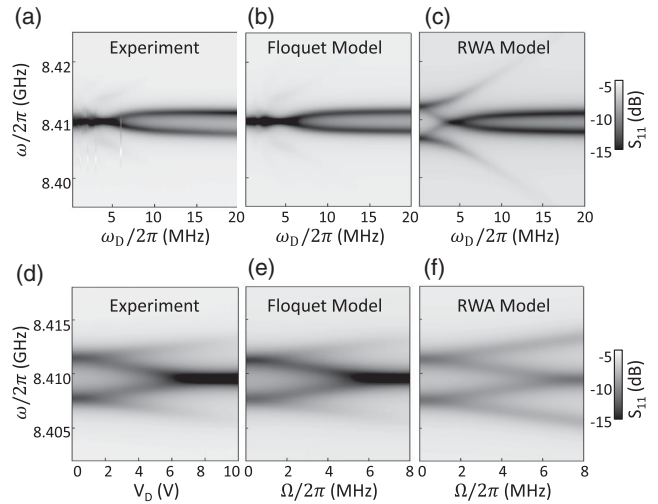 (a) (b) (c)
Experiment Floquet Model RWA Model
8.42
8.41
8.40
ω/2π (GHz)
-5
-10
-15
S₁₁ (dB)
5 10 15 20 5 10 15 20 5 10 15 20
ω_D/2π (MHz) ω_D/2π (MHz) ω_D/2π (MHz)
(d) (e) (f)
Experiment Floquet Model RWA Model
8.415
8.410
8.405
ω/2π (GHz)
-5
-10
-15
S₁₁ (dB)
0 2 4 6 8 10 0 2 4 6 8 0 2 4 6 8
V_D (V) Ω/2π (MHz) Ω/2π (MHz)